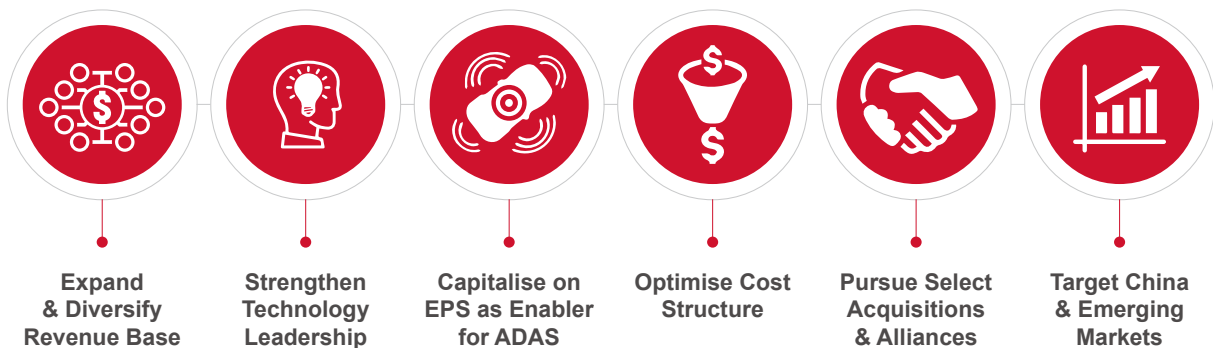 $
$
$
Expand
& Diversify
Revenue Base
Strengthen
Technology
Leadership
Capitalise on
EPS as Enabler
for ADAS
Optimise Cost
Structure
Pursue Select
Acquisitions
& Alliances
Target China
& Emerging
Markets